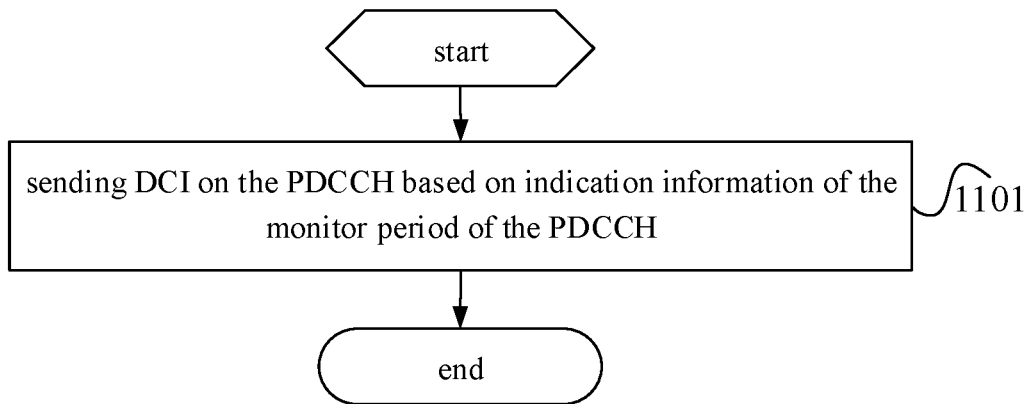 start
sending DCI on the PDCCH based on indication information of the
monitor period of the PDCCH
1101
end